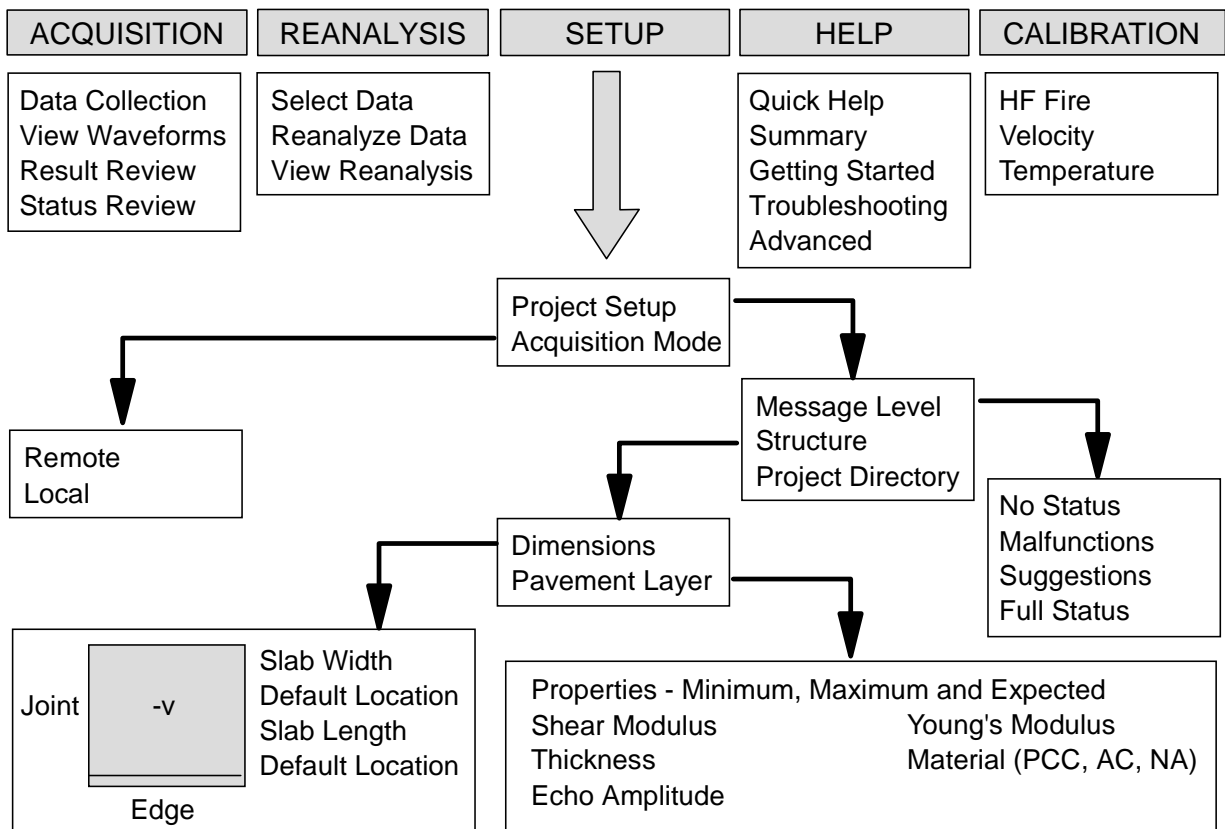 ACQUISITION
REANALYSIS
SETUP
HELP
CALIBRATION
Data Collection
View Waveforms
Result Review
Status Review
Select Data
Reanalyze Data
View Reanalysis
Quick Help
Summary
Getting Started
Troubleshooting
Advanced
HF Fire
Velocity
Temperature
Project Setup
Acquisition Mode
Remote
Local
Message Level
Structure
Project Directory
No Status
Malfunctions
Suggestions
Full Status
Dimensions
Pavement Layer
Joint
-v
Edge
Slab Width
Default Location
Slab Length
Default Location
Properties - Minimum, Maximum and Expected
Shear Modulus
Thickness
Echo Amplitude
Young's Modulus
Material (PCC, AC, NA)